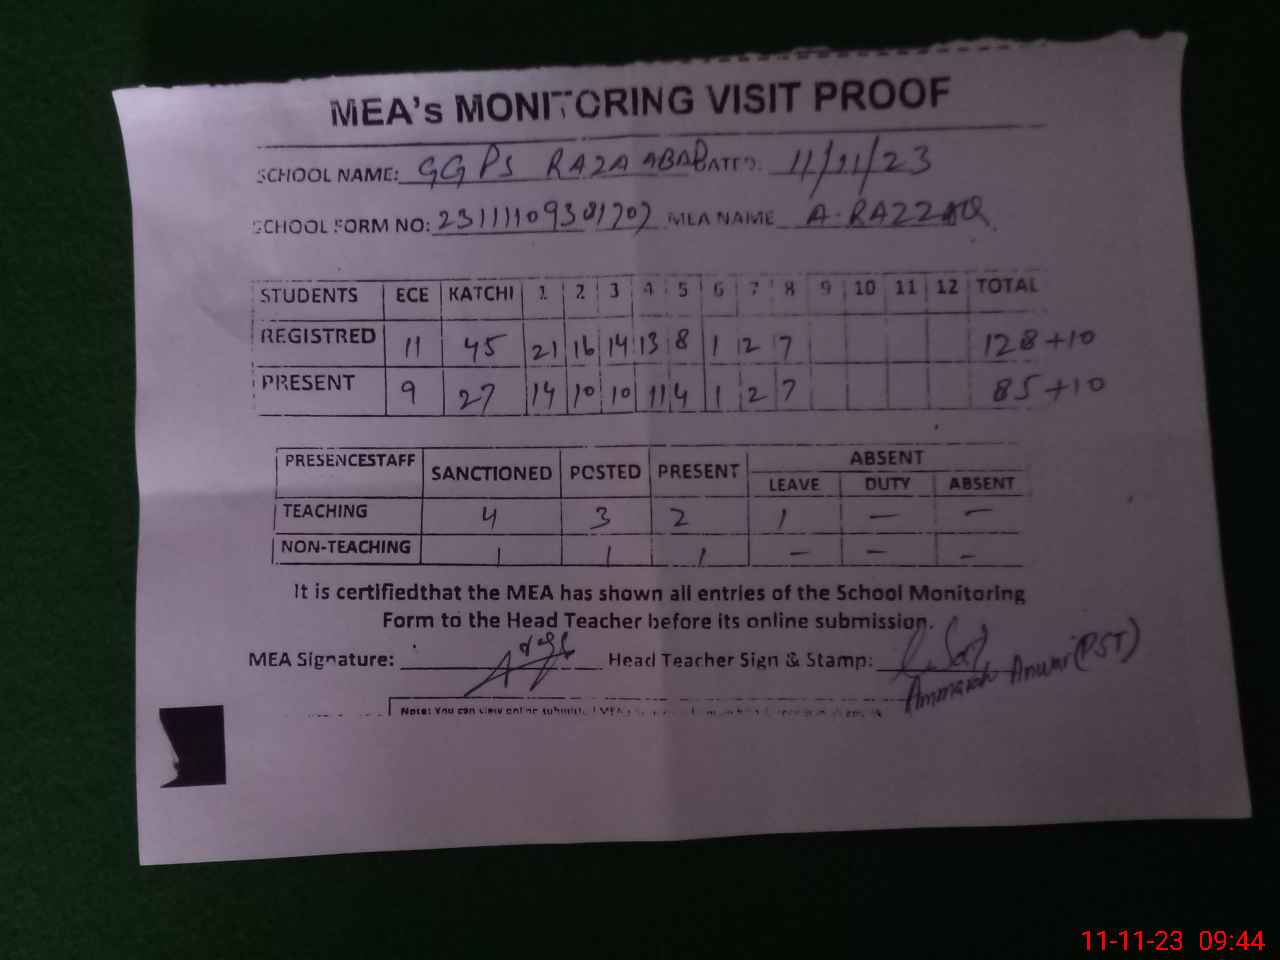 MEA's MONITORING VISIT PROOF
SCHOOL NAME: GGPS RAZA ABAD DATED: 11/11/23
SCHOOL FORM NO: MEA NAME A. RAZZAQ
STUDENTS ECE KATCHI 1 2 3 4 5 6 7 8 9 10 11 12 TOTAL
REGISTRED 11 45 21 16 14 13 8 1 2 7 128+10
PRESENT 9 27 14 10 10 11 4 1 2 7 85+10
PRESENCESTAFF SANCTIONED POSTED PRESENT ABSENT
LEAVE DUTY ABSENT
TEACHING 4 3 2 1 — —
NON-TEACHING 1 1 1 — — —
It is certifiedthat the MEA has shown all entries of the School Monitoring
Form to the Head Teacher before its online submission.
MEA Signature: Head Teacher Sign & Stamp:
(PST)
Note: You can view online
11-11-23 09:44